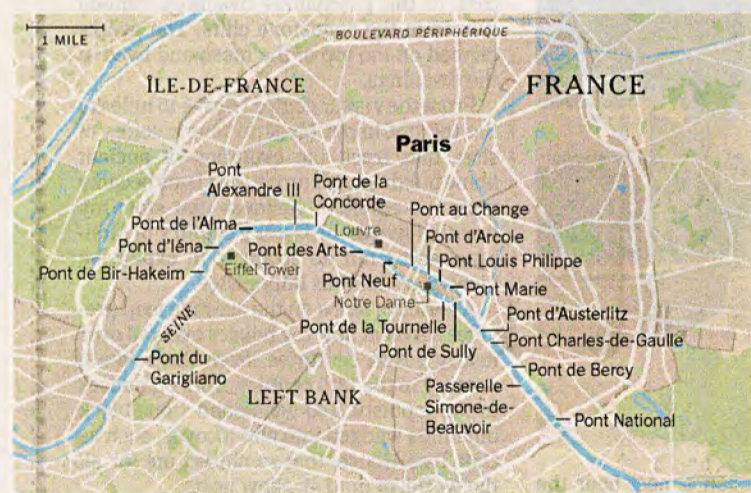 1 MILE
BOULEVARD PÉRIPHÉRIQUE
ÎLE-DE-FRANCE
FRANCE
Paris
Pont
Alexandre III
Pont de la
Concorde
Pont au Change
Pont de l'Alma
Louvre
Pont d'Arcole
Pont d'Iéna
Pont des Arts
Pont Louis Philippe
Pont de Bir-Hakeim
Eiffel Tower
Pont Neuf
Pont Marie
Notre Dame
SEINE
Pont de la Tournelle
Pont d'Austerlitz
Pont de Sully
Pont Charles-de-Gaulle
Pont du
Garigliano
Pont de Bercy
LEFT BANK
Passerelle
Simone-de-
Beauvoir
Pont National